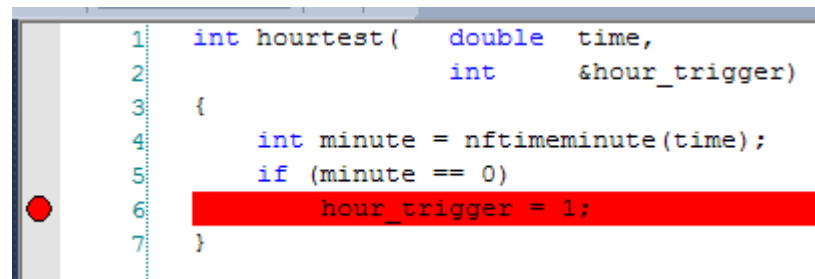 1 int hourtest(   double  time,
2                 int     &hour_trigger)
3 {
4     int minute = nftimeminute(time);
5     if (minute == 0)
6         hour_trigger = 1;
7 }